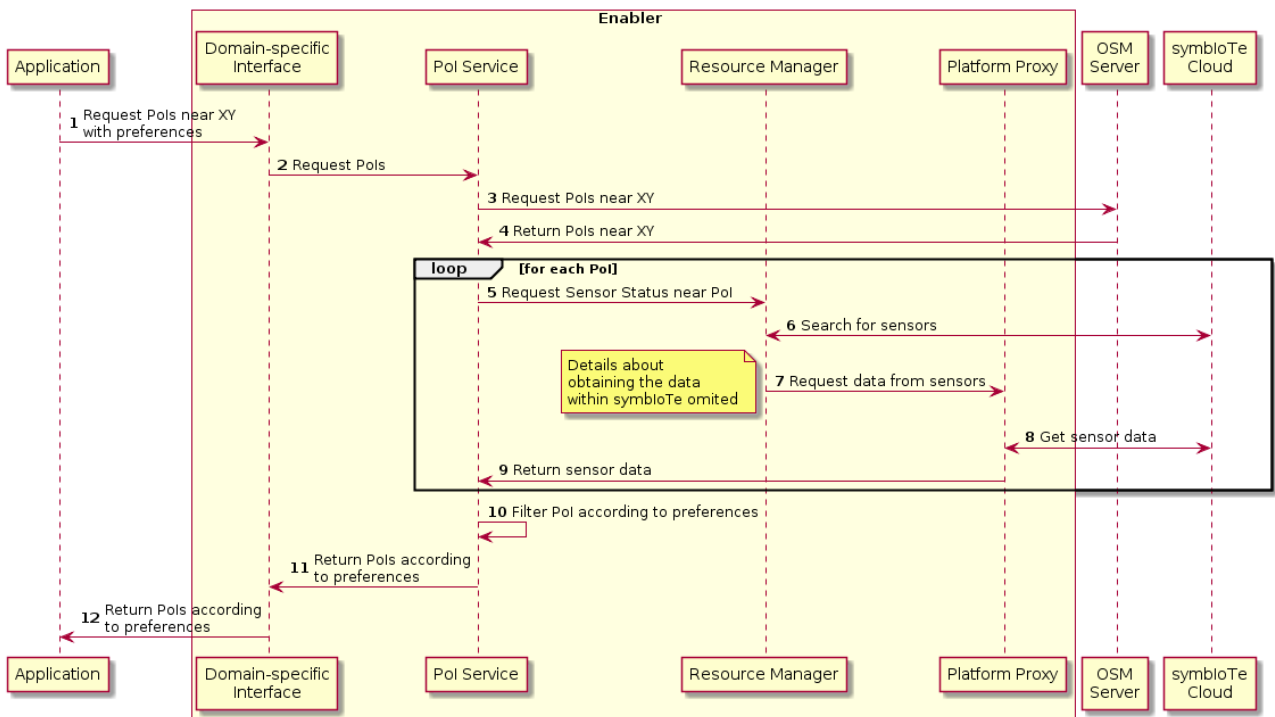 Enabler
Application
Domain-specific
Interface
PoI Service
Resource Manager
Platform Proxy
OSM
Server
symbIoTe
Cloud
1 Request PoIs near XY
with preferences
2 Request PoIs
3 Request PoIs near XY
4 Return PoIs near XY
loop [for each PoI]
5 Request Sensor Status near PoI
6 Search for sensors
Details about
obtaining the data
within symbIoTe omited
7 Request data from sensors
8 Get sensor data
9 Return sensor data
10 Filter PoI according to preferences
11 Return PoIs according
to preferences
12 Return PoIs according
to preferences
Application
Domain-specific
Interface
PoI Service
Resource Manager
Platform Proxy
OSM
Server
symbIoTe
Cloud